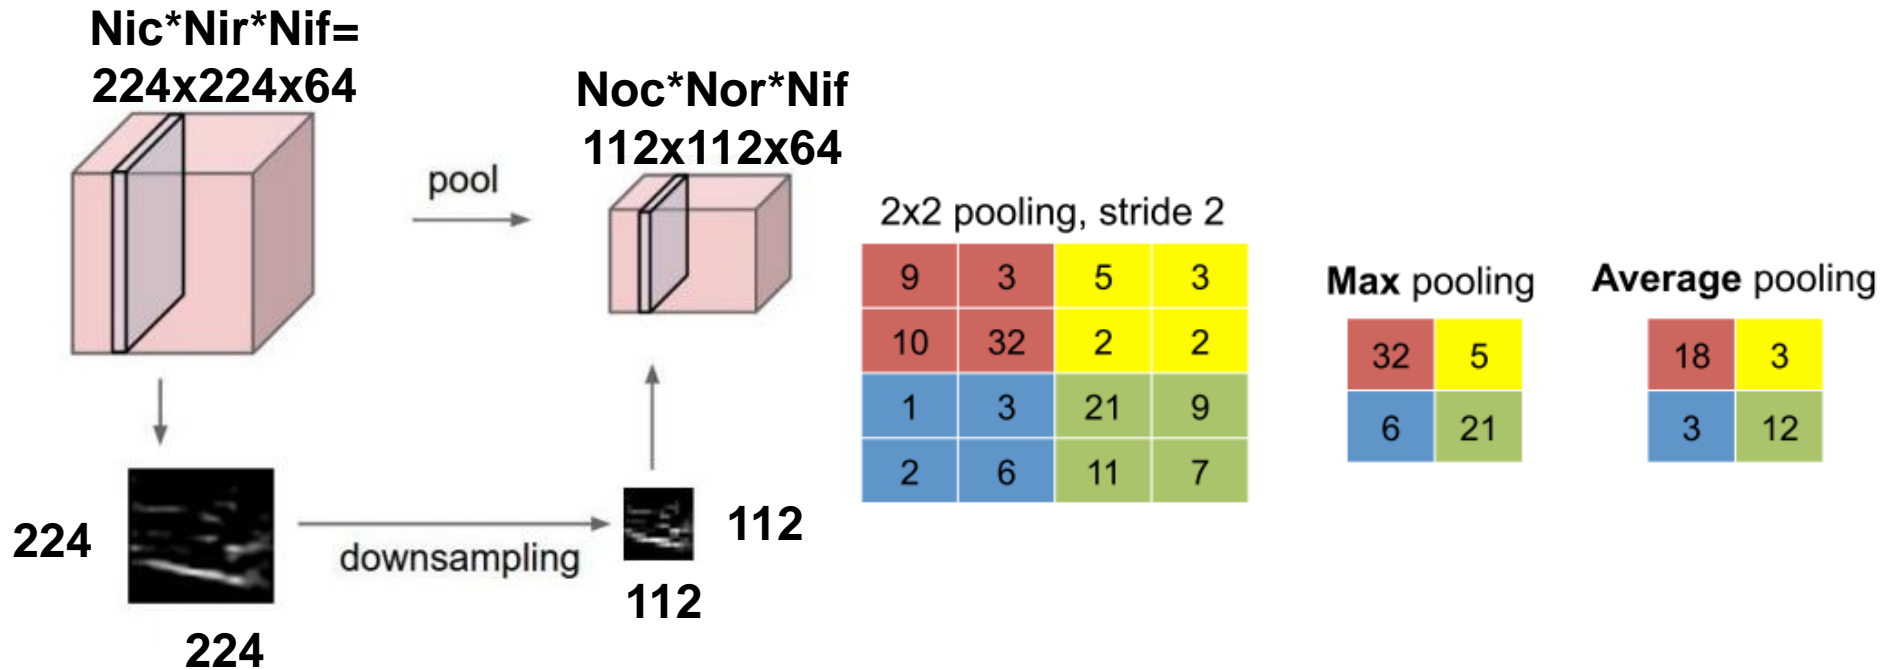 Nic*Nir*Nif=
224x224x64
Noc*Nor*Nif
112x112x64
pool
224
224
downsampling
112
112
2x2 pooling, stride 2
9 3 5 3
10 32 2 2
1 3 21 9
2 6 11 7
Max pooling
32 5
6 21
Average pooling
18 3
3 12